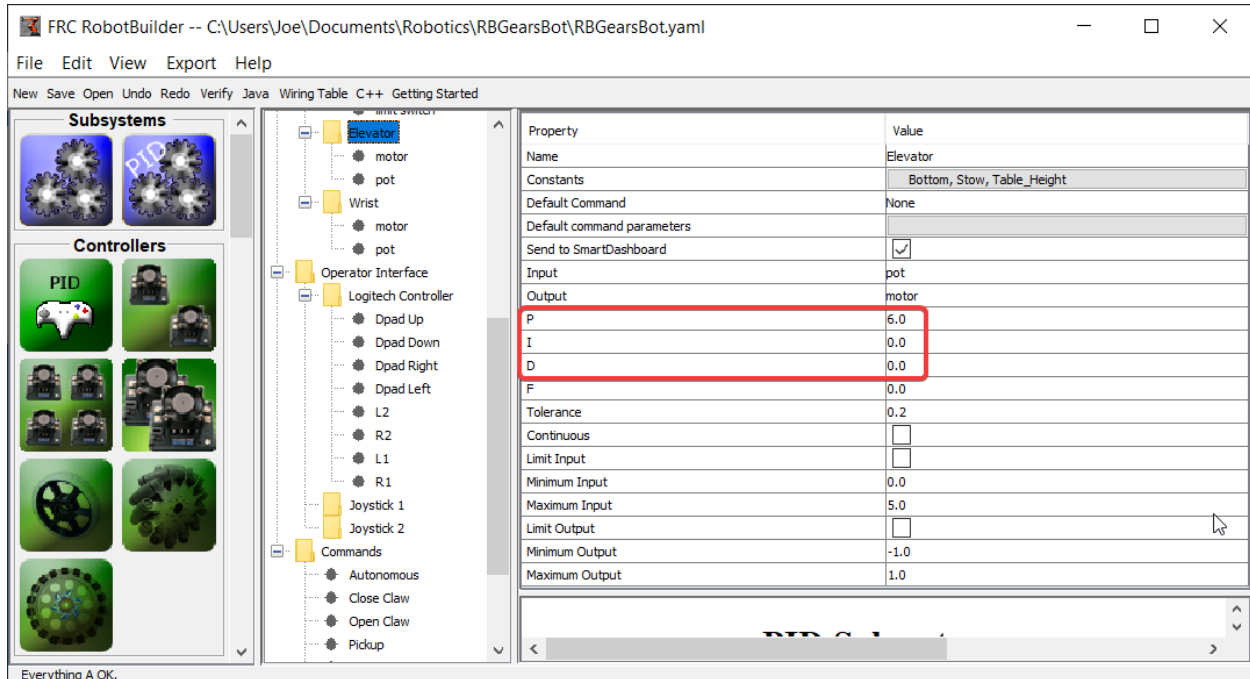 FRC RobotBuilder -- C:\Users\Joe\Documents\Robotics\RBGearsBot\RBGearsBot.yaml
File Edit View Export Help
New Save Open Undo Redo Verify Java Wiring Table C++ Getting Started
Subsystems
PID
Controllers
PID
limit switch
Elevator
motor
pot
Wrist
motor
pot
Operator Interface
Logitech Controller
Dpad Up
Dpad Down
Dpad Right
Dpad Left
L2
R2
L1
R1
Joystick 1
Joystick 2
Commands
Autonomous
Close Claw
Open Claw
Pickup
Property Value
Name Elevator
Constants Bottom, Stow, Table_Height
Default Command None
Default command parameters
Send to SmartDashboard
Input pot
Output motor
P 6.0
I 0.0
D 0.0
F 0.0
Tolerance 0.2
Continuous
Limit Input
Minimum Input 0.0
Maximum Input 5.0
Limit Output
Minimum Output -1.0
Maximum Output 1.0
Everything A OK.